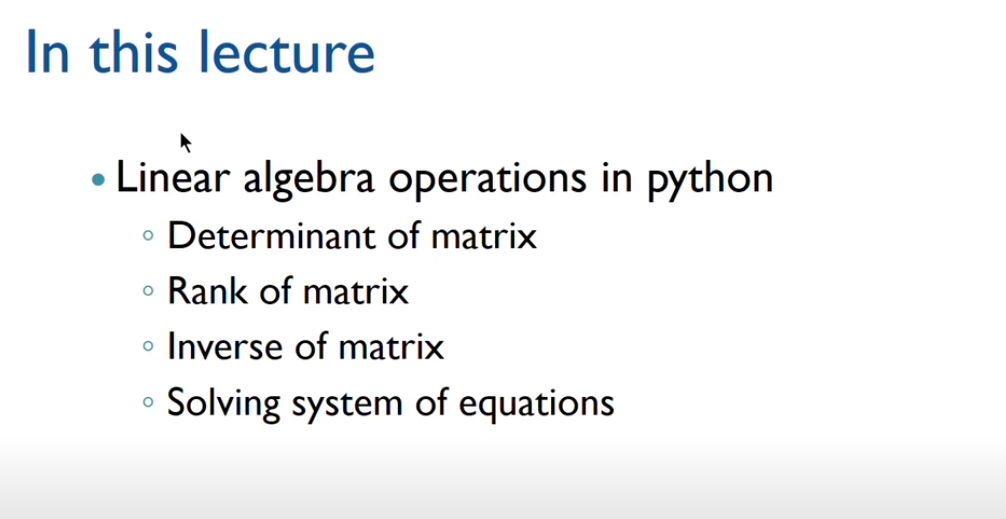 In this lecture
• Linear algebra operations in python
◦ Determinant of matrix
◦ Rank of matrix
◦ Inverse of matrix
◦ Solving system of equations